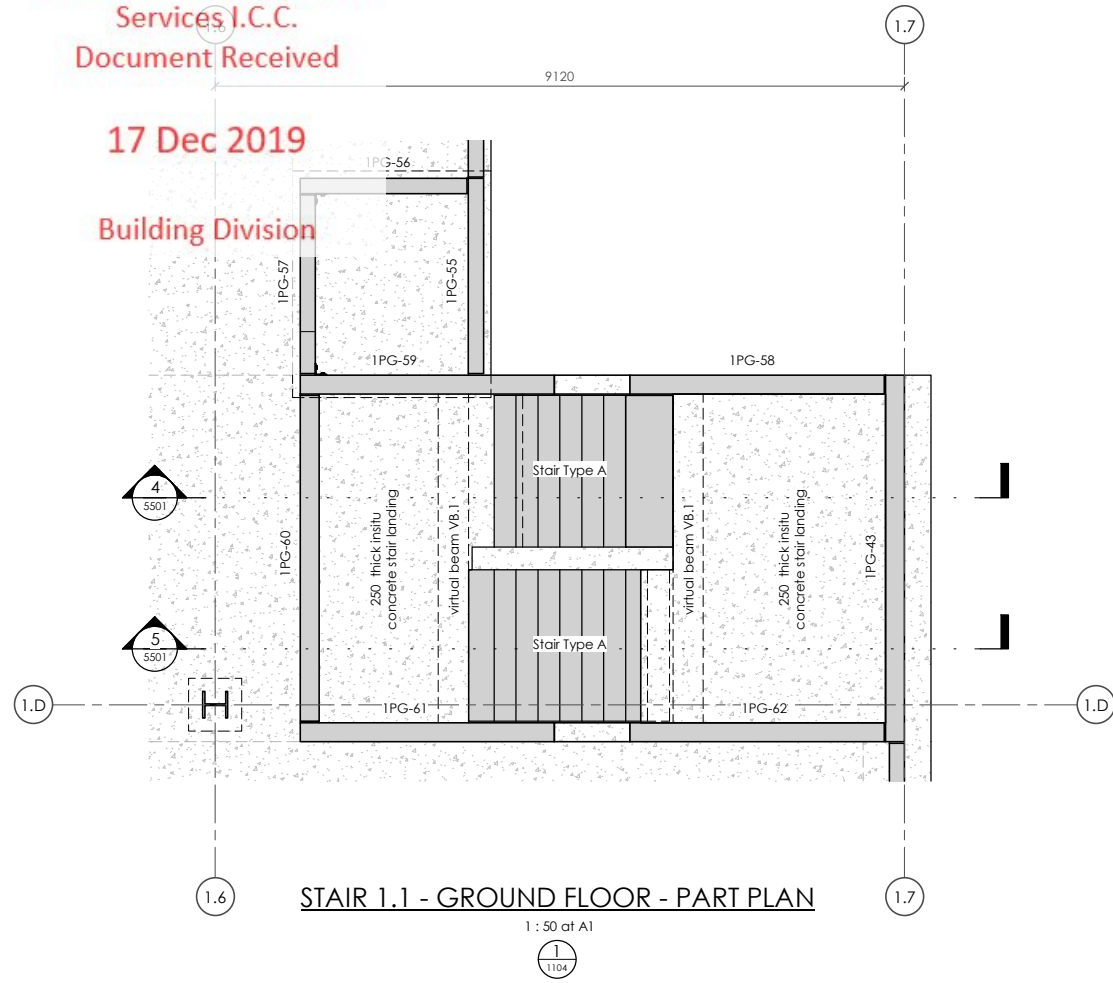 Services I.C.C.
Document Received
17 Dec 2019
Building Division
1.6
1.7
9120
1PG-56
1PG-57
1PG-55
1PG-59
1PG-58
4
5501
Stair Type A
1PG-60
250 thick insitu
concrete stair landing
virtual beam VB.1
virtual beam VB.1
250 thick insitu
concrete stair landing
1PG-43
5
5501
Stair Type A
1.D
1PG-61
1PG-62
1.D
1.6
STAIR 1.1 - GROUND FLOOR - PART PLAN
1.7
1 : 50 at A1
1
1104